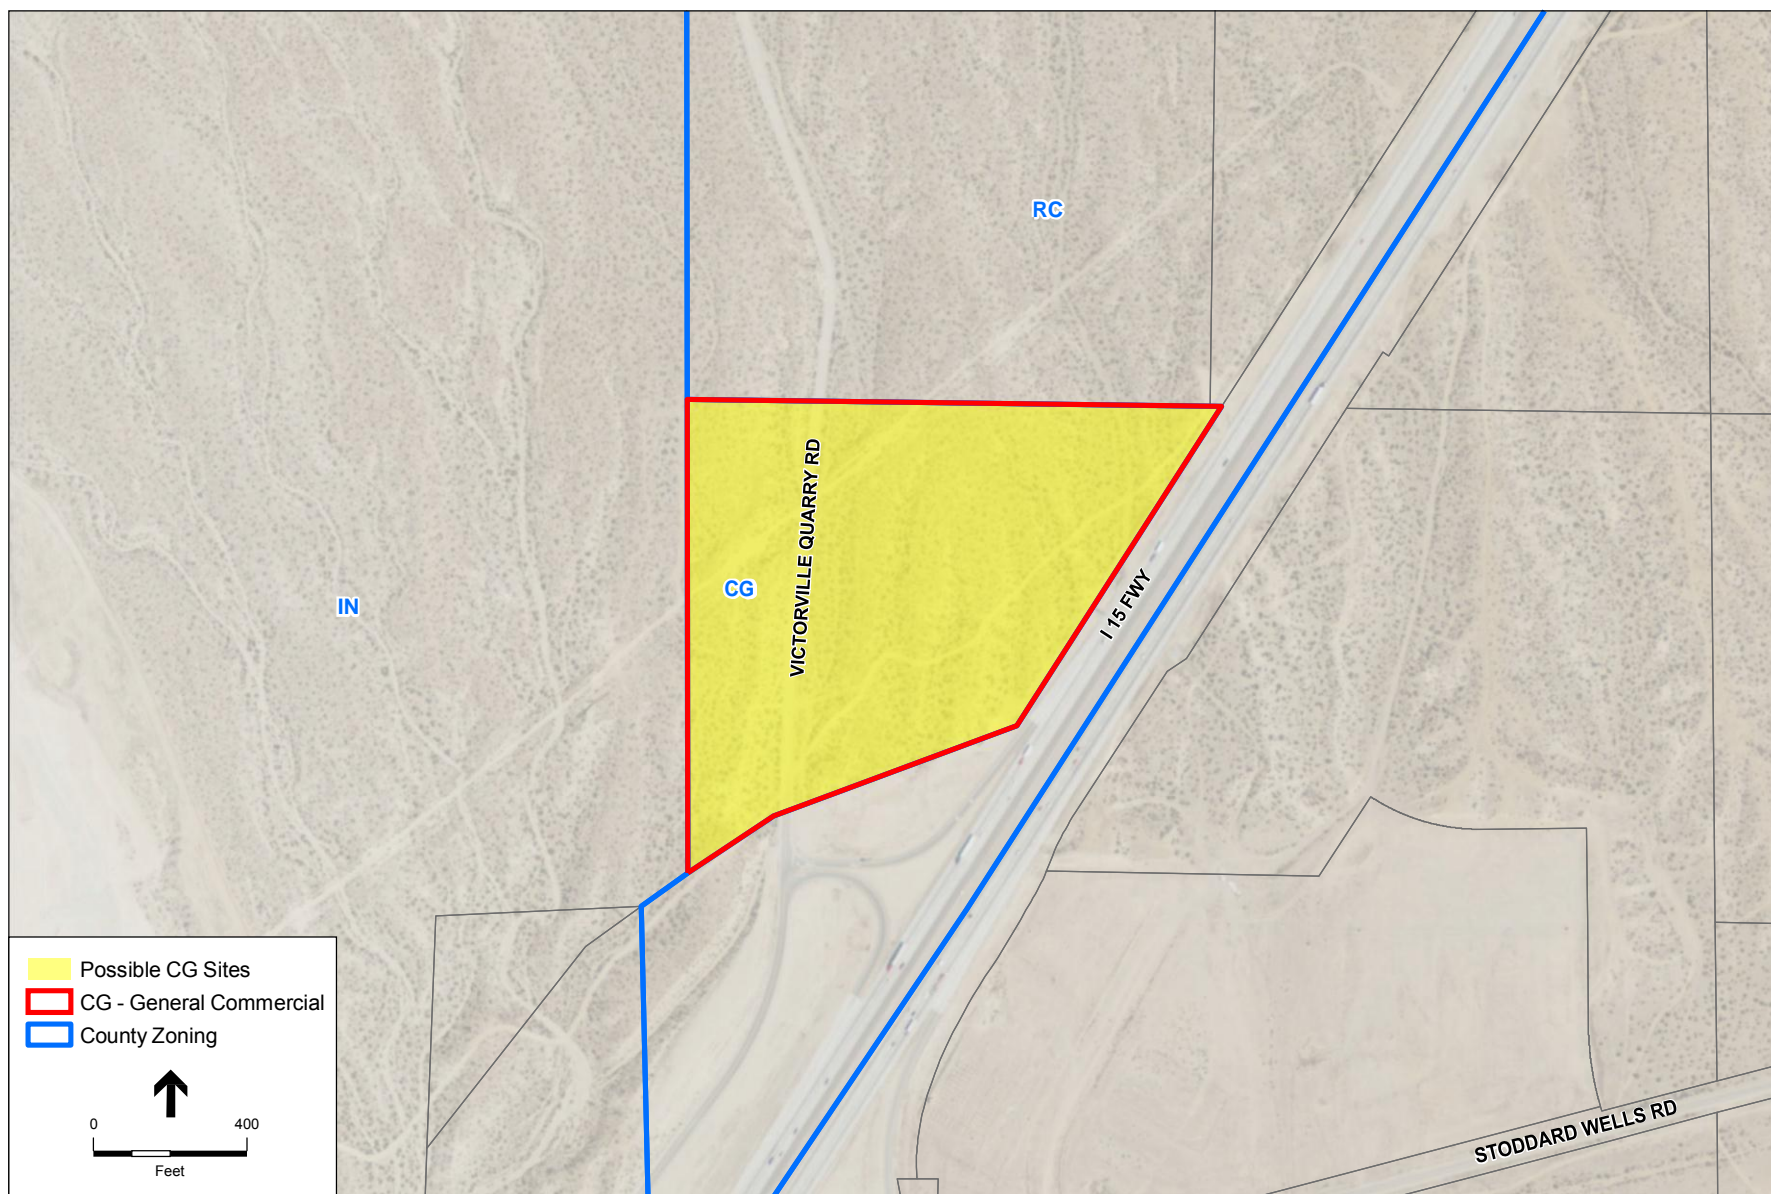 RC
VICTORVILLE QUARRY RD
CG
IN
I 15 FWY
Possible CG Sites
CG - General Commercial
County Zoning
0 400
Feet
STODDARD WELLS RD